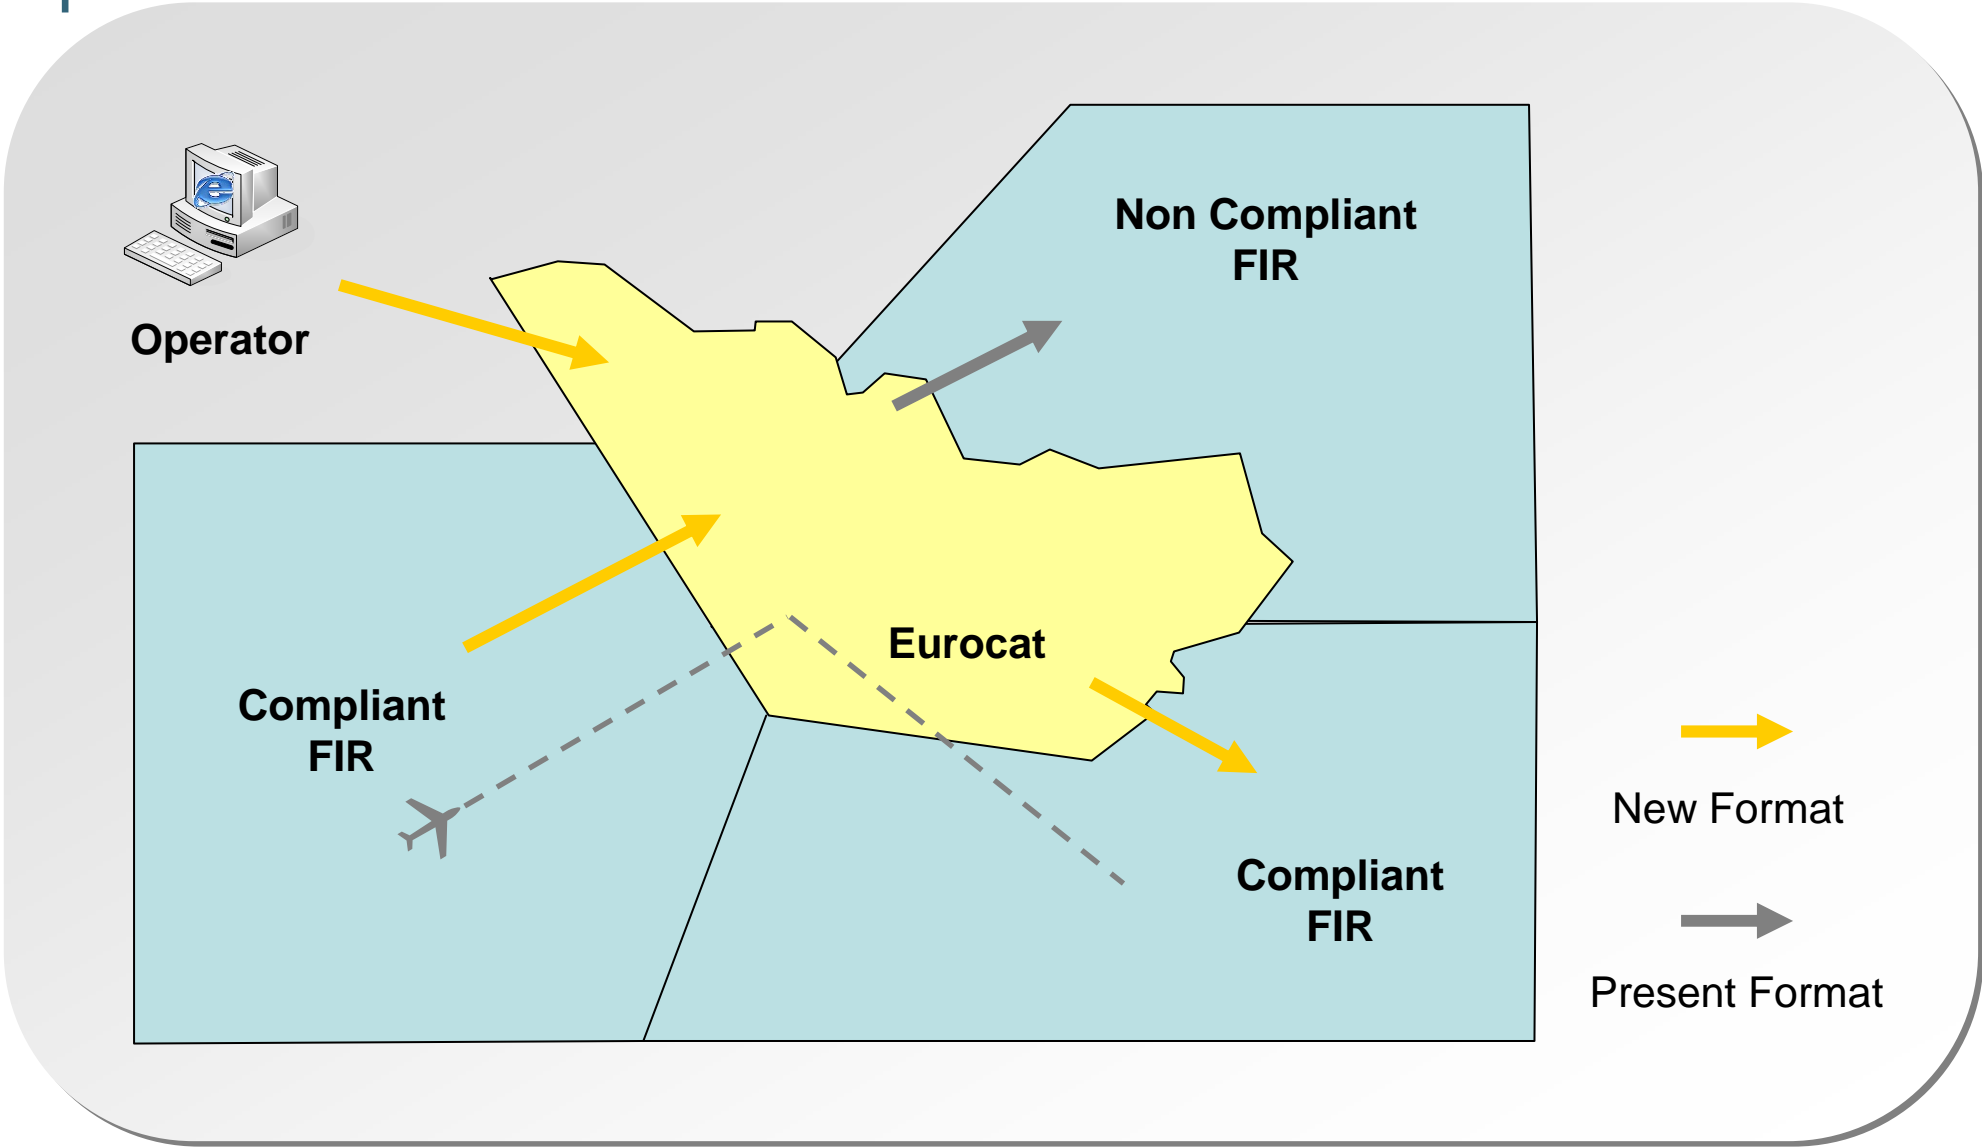 Non Compliant
FIR
Operator
Eurocat
Compliant
FIR
New Format
Compliant
FIR
Present Format